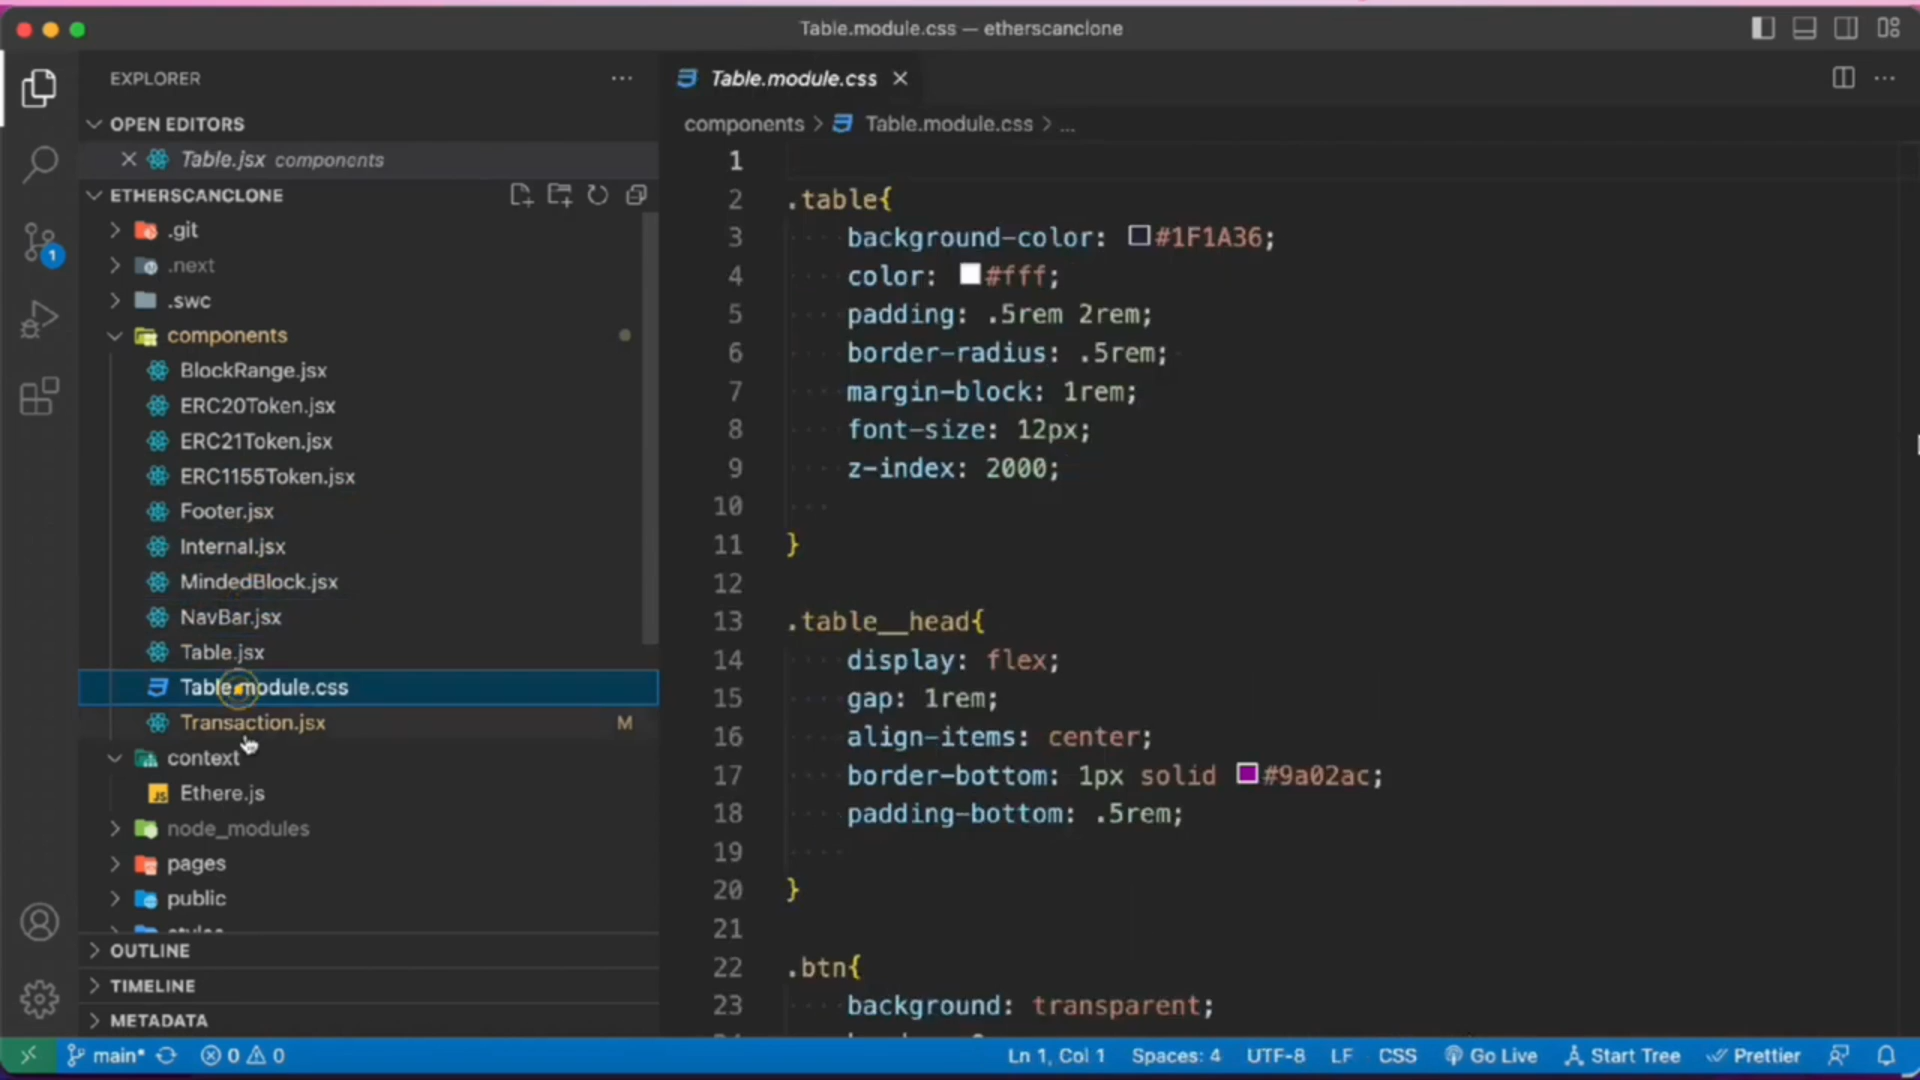 Table.module.css — etherscanclone
EXPLORER
OPEN EDITORS
Table.jsx components
ETHERSCANCLONE
.git
.next
.swc
components
BlockRange.jsx
ERC20Token.jsx
ERC21Token.jsx
ERC1155Token.jsx
Footer.jsx
Internal.jsx
MindedBlock.jsx
NavBar.jsx
Table.jsx
Table.module.css
Transaction.jsx M
context
Ethere.js
node_modules
pages
public
OUTLINE
TIMELINE
METADATA
1
Table.module.css
components > Table.module.css > ...
1
2 .table{
3 background-color: #1F1A36;
4 color: #fff;
5 padding: .5rem 2rem;
6 border-radius: .5rem;
7 margin-block: 1rem;
8 font-size: 12px;
9 z-index: 2000;
10
11 }
12
13 .table__head{
14 display: flex;
15 gap: 1rem;
16 align-items: center;
17 border-bottom: 1px solid #9a02ac;
18 padding-bottom: .5rem;
19
20 }
21
22 .btn{
23 background: transparent;
main* 0 0 Ln 1, Col 1 Spaces: 4 UTF-8 LF CSS Go Live Start Tree Prettier